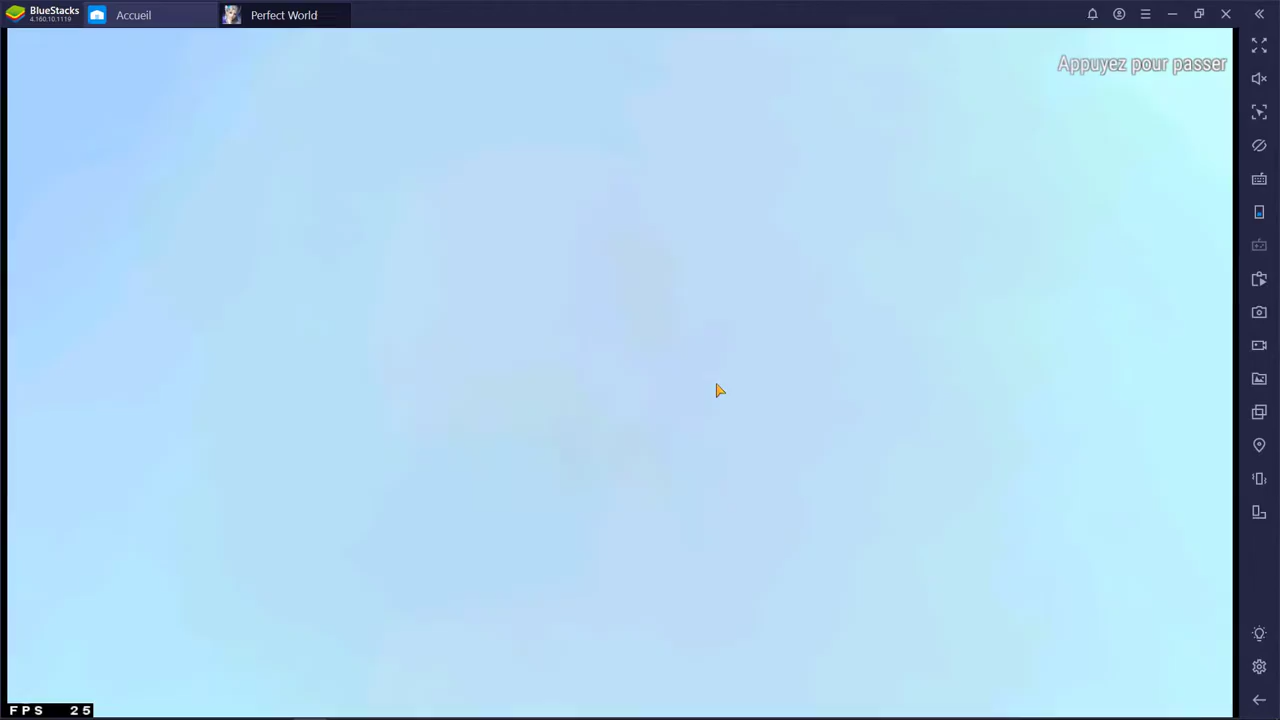 BlueStacks
4.160.10.1119
Accueil
Perfect World
Appuyez pour passer
FPS 25